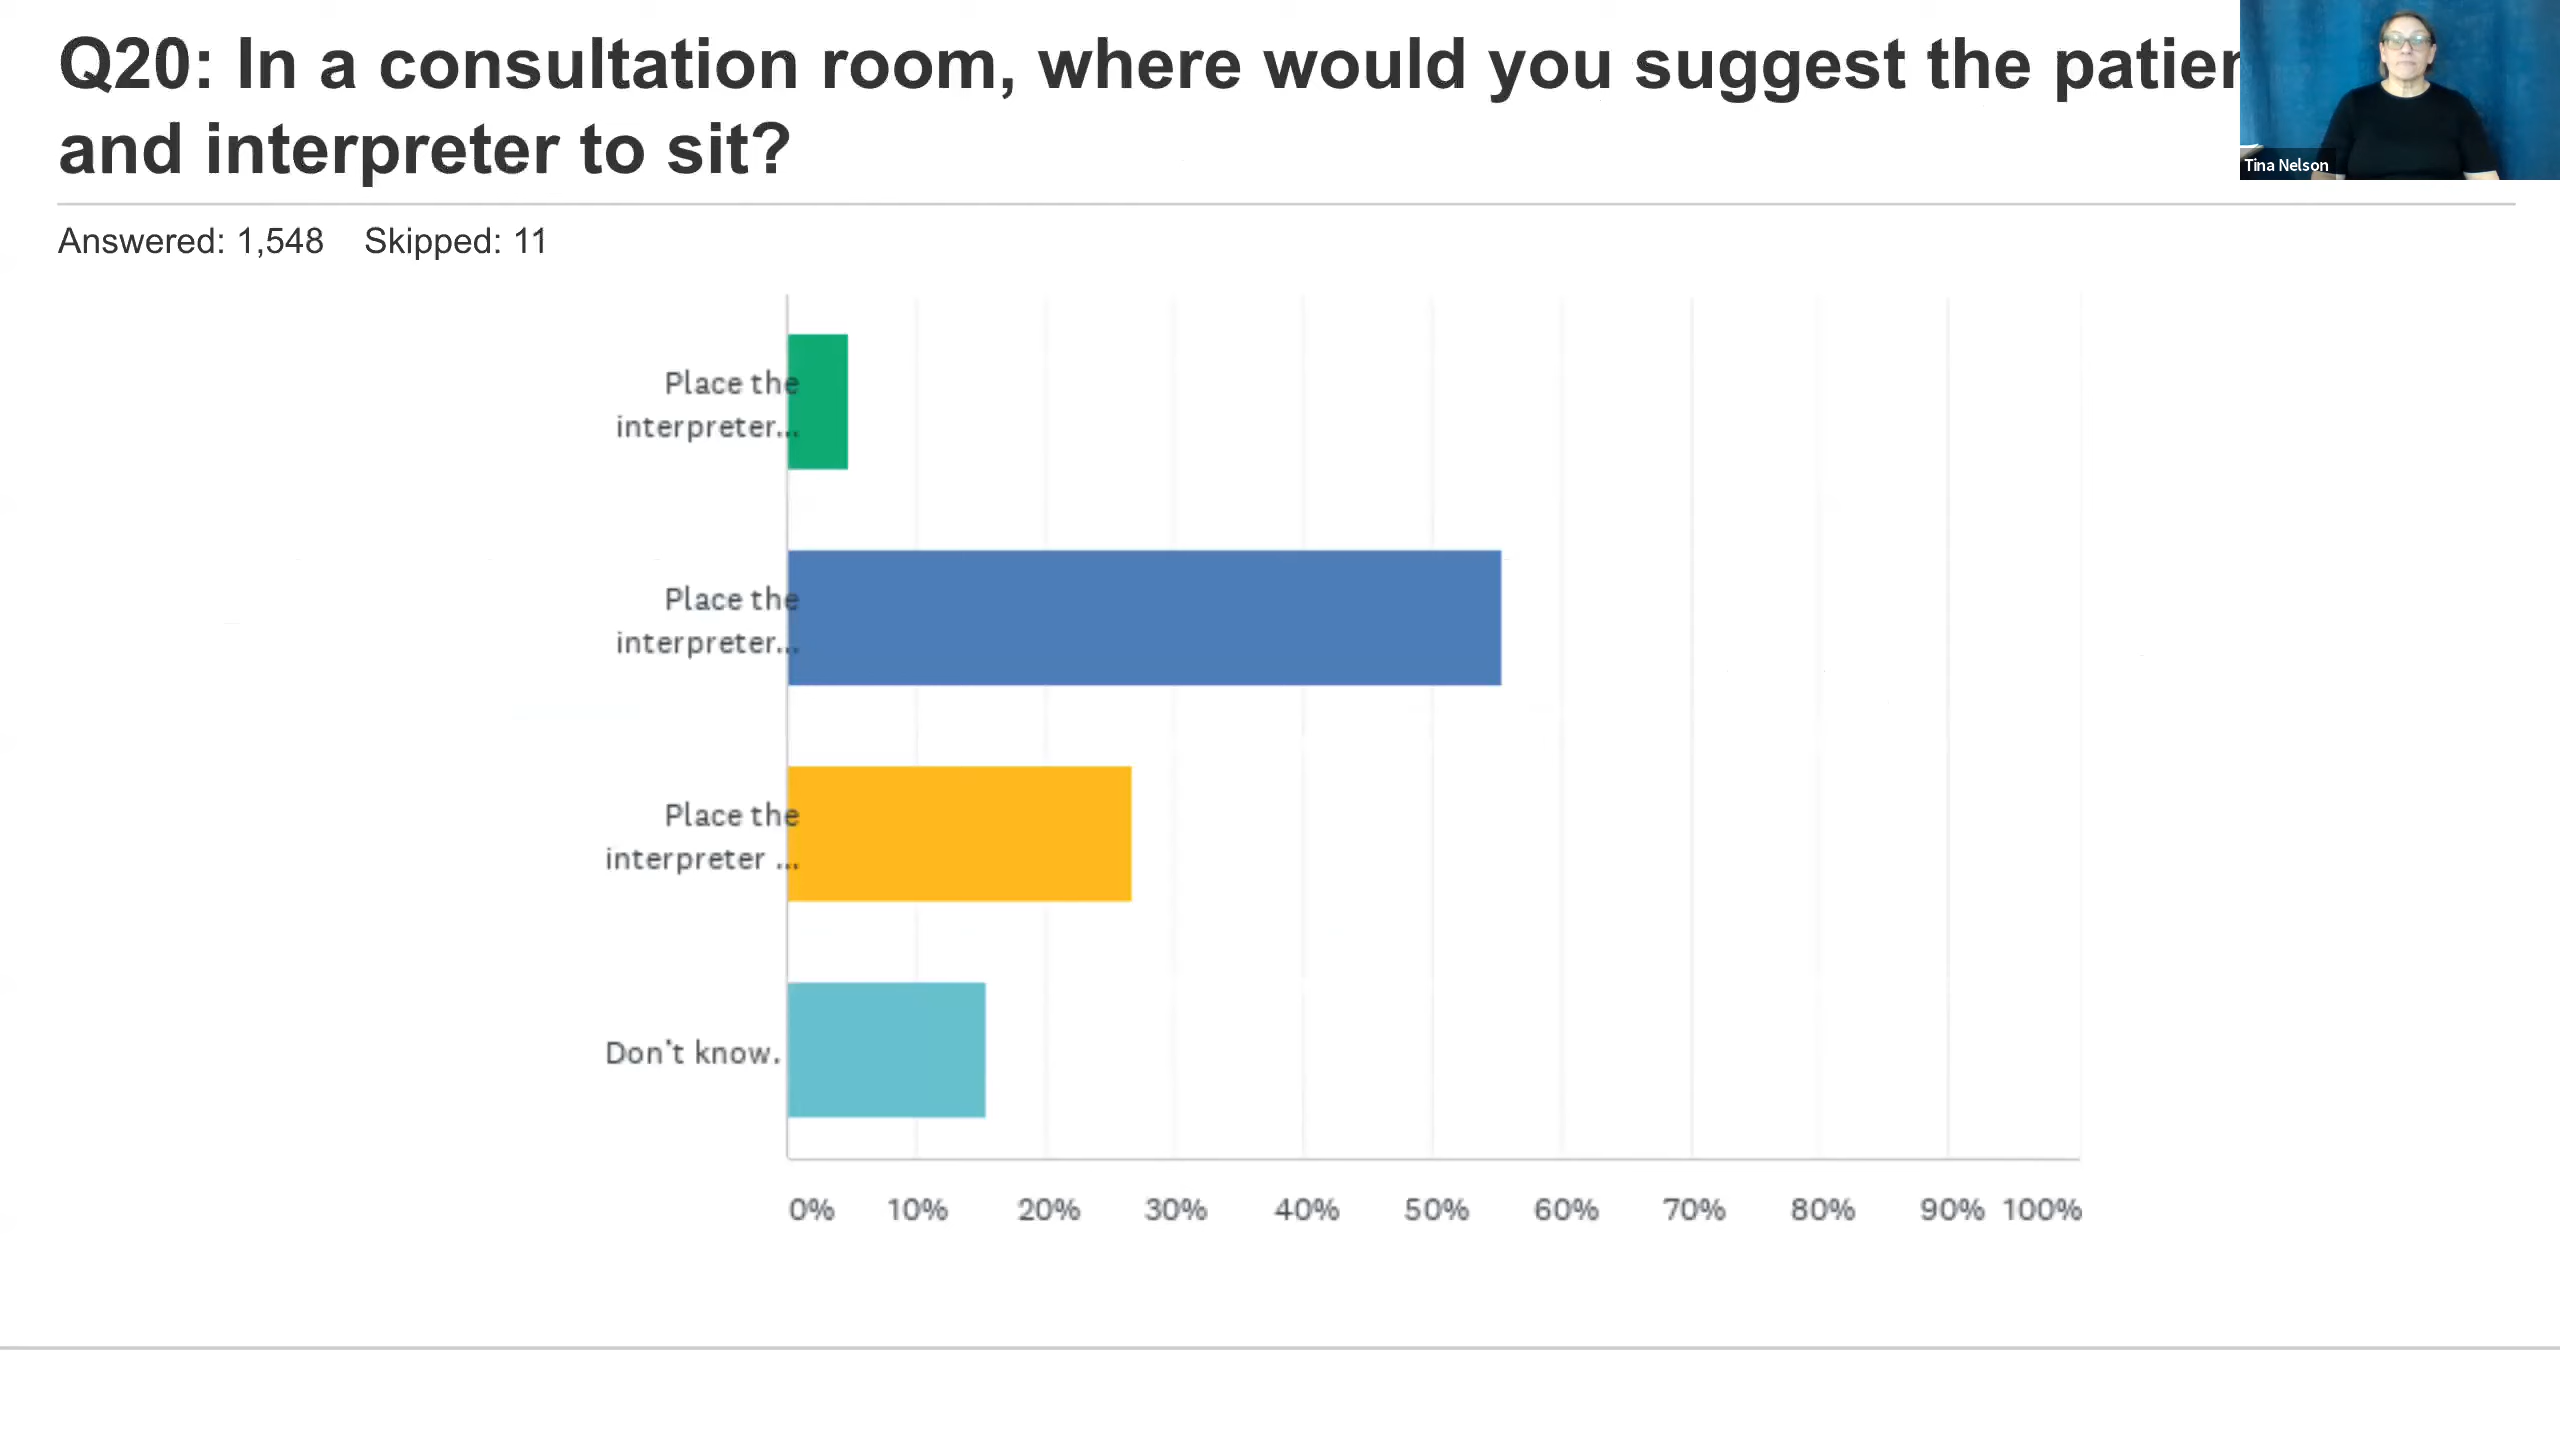 Q20: In a consultation room, where would you suggest the patien
and interpreter to sit?
Tina Nelson
Answered: 1,548 Skipped: 11
Place the
interpreter...
Place the
interpreter...
Place the
interpreter ...
Don't know.
0% 10% 20% 30% 40% 50% 60% 70% 80% 90% 100%